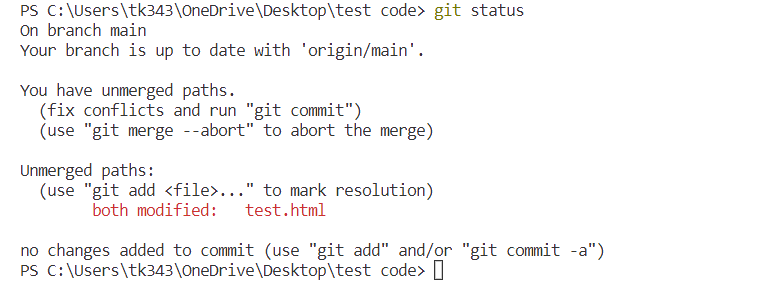 PS C:\Users\tk343\OneDrive\Desktop\test code> git status
On branch main
Your branch is up to date with 'origin/main'.

You have unmerged paths.
  (fix conflicts and run "git commit")
  (use "git merge --abort" to abort the merge)

Unmerged paths:
  (use "git add <file>..." to mark resolution)
        both modified:   test.html

no changes added to commit (use "git add" and/or "git commit -a")
PS C:\Users\tk343\OneDrive\Desktop\test code>